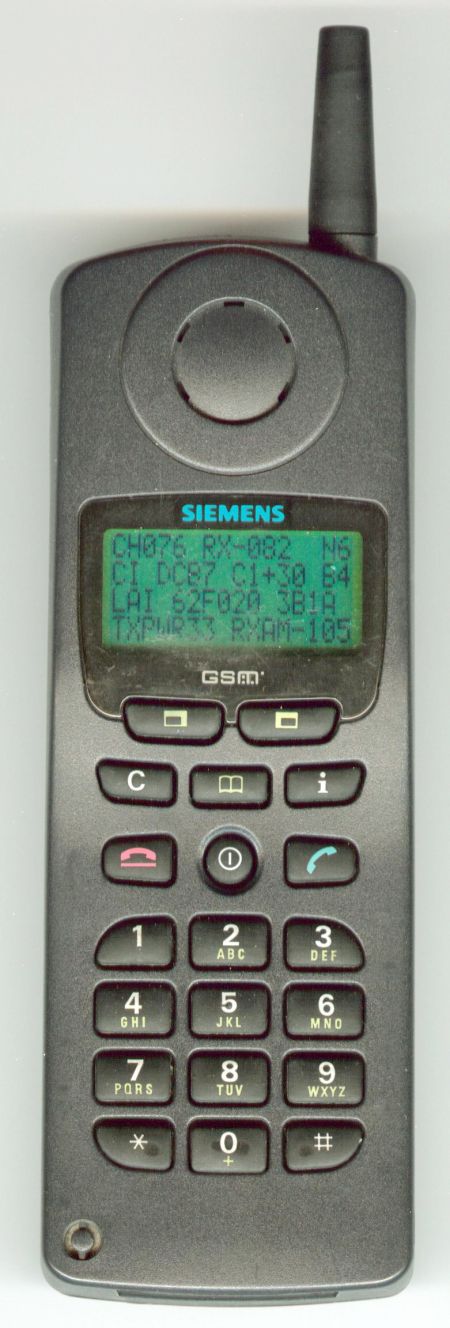 SIEMENS
CH076 RX-082 N6
CI DCB7 C1+30 B4
LAI 62F020 3B1A
TXPWR33 RXAM-105
GSM
C i
1 2 3
ABC DEF
4 5 6
GHI JKL MNO
7 8 9
PQRS TUV WXYZ
* 0 #
+